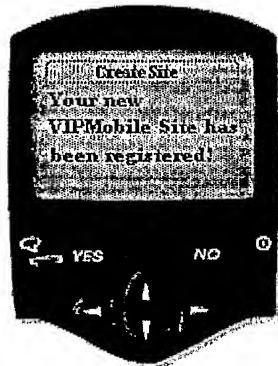 Create Site
Your new
VIPMobile Site has
been registered!
YES NO